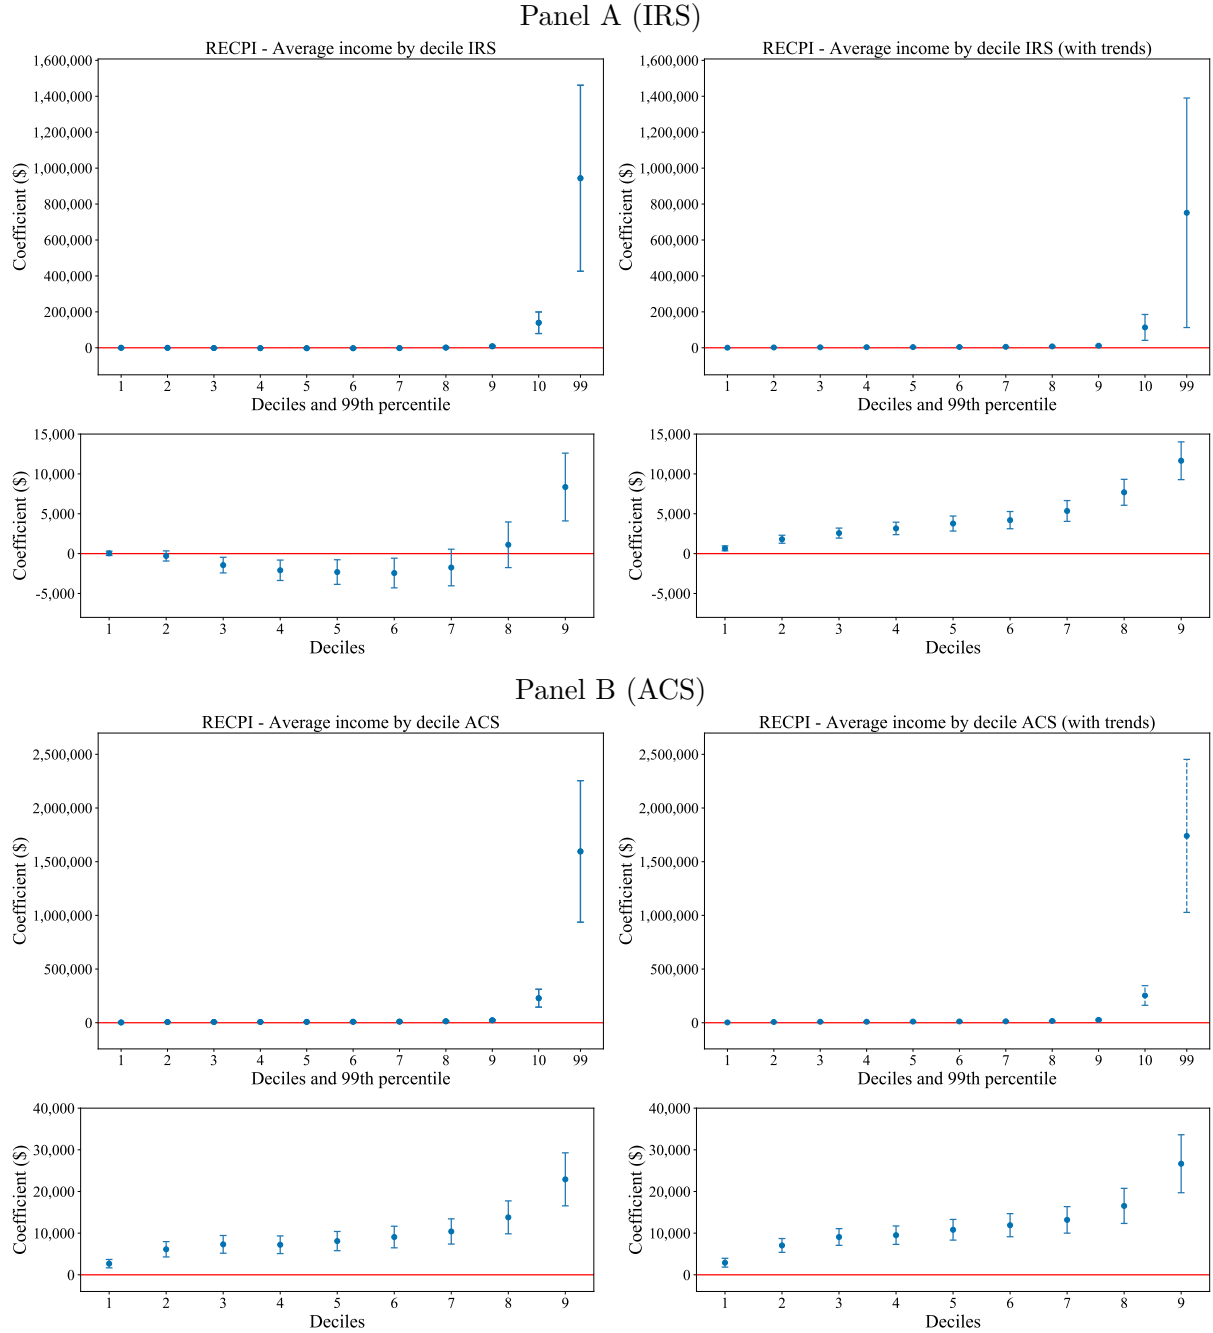 Panel A (IRS)
RECPI - Average income by decile IRS
1,600,000
1,400,000
1,200,000
1,000,000
800,000
600,000
400,000
200,000
0
Coefficient ($)
1 2 3 4 5 6 7 8 9 10 99
Deciles and 99th percentile
RECPI - Average income by decile IRS (with trends)
1,600,000
1,400,000
1,200,000
1,000,000
800,000
600,000
400,000
200,000
0
Coefficient ($)
1 2 3 4 5 6 7 8 9 10 99
Deciles and 99th percentile
15,000
10,000
5,000
0
-5,000
Coefficient ($)
1 2 3 4 5 6 7 8 9
Deciles
15,000
10,000
5,000
0
-5,000
Coefficient ($)
1 2 3 4 5 6 7 8 9
Deciles
Panel B (ACS)
RECPI - Average income by decile ACS
2,500,000
2,000,000
1,500,000
1,000,000
500,000
0
Coefficient ($)
1 2 3 4 5 6 7 8 9 10 99
Deciles and 99th percentile
RECPI - Average income by decile ACS (with trends)
2,500,000
2,000,000
1,500,000
1,000,000
500,000
0
Coefficient ($)
1 2 3 4 5 6 7 8 9 10 99
Deciles and 99th percentile
40,000
30,000
20,000
10,000
0
Coefficient ($)
1 2 3 4 5 6 7 8 9
Deciles
40,000
30,000
20,000
10,000
0
Coefficient ($)
1 2 3 4 5 6 7 8 9
Deciles